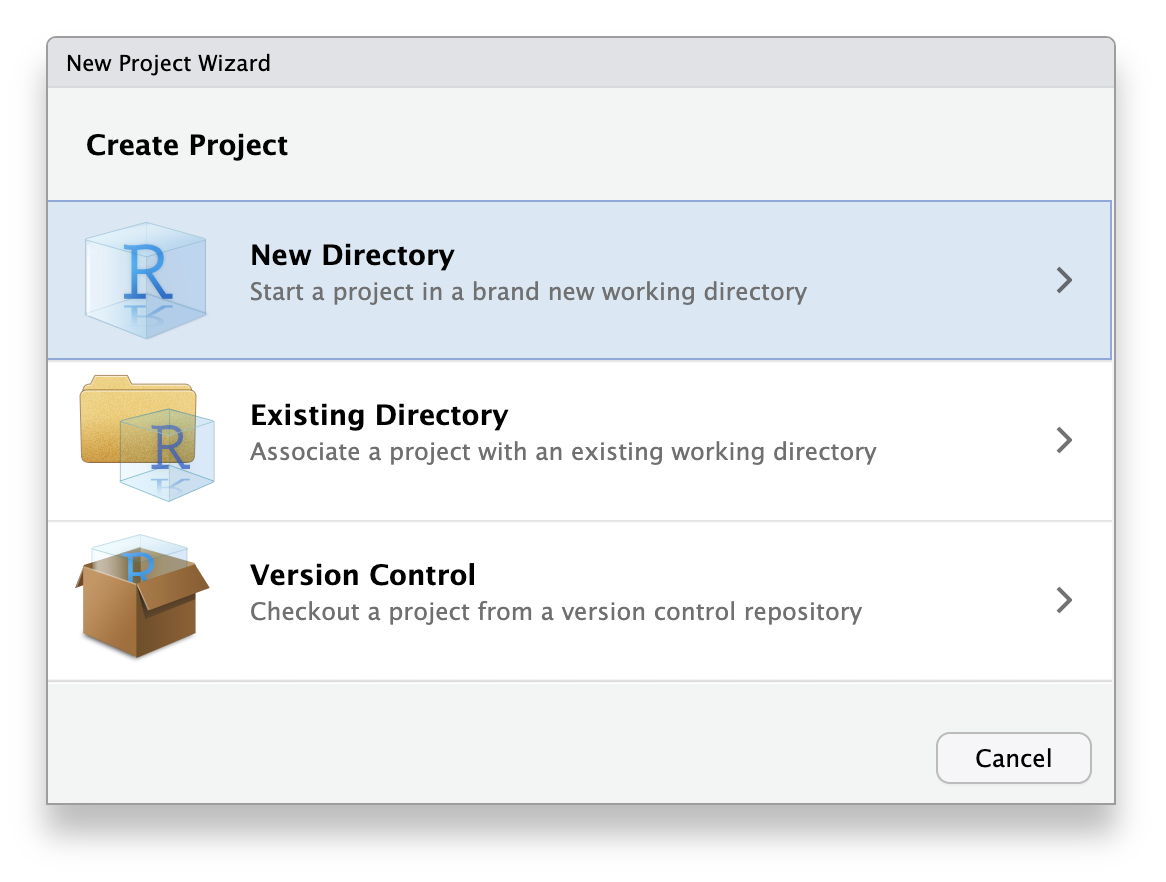 New Project Wizard
Create Project
R
New Directory
Start a project in a brand new working directory
R
Existing Directory
Associate a project with an existing working directory
R
Version Control
Checkout a project from a version control repository
Cancel